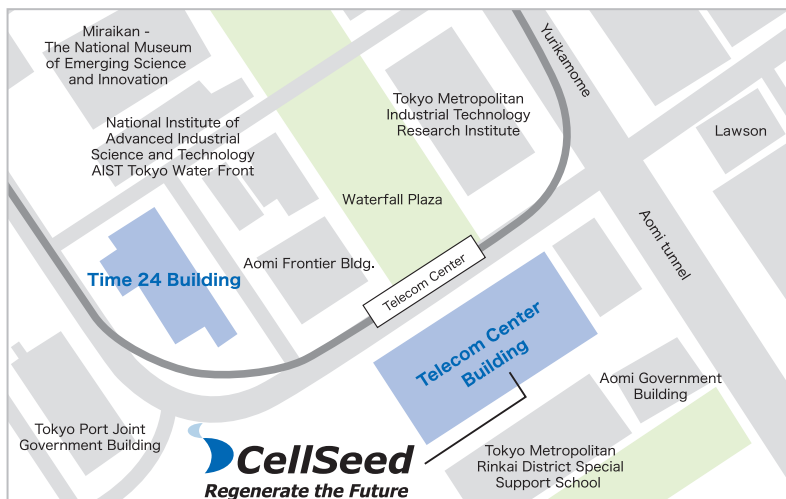 Miraikan -
The National Museum
of Emerging Science
and Innovation
Yurikamome
Tokyo Metropolitan
Industrial Technology
Research Institute
Lawson
National Institute of
Advanced Industrial
Science and Technology
AIST Tokyo Water Front
Waterfall Plaza
Aomi tunnel
Time 24 Building
Aomi Frontier Bldg.
Telecom Center
Telecom Center
Building
Aomi Government
Building
Tokyo Port Joint
Government Building
CellSeed
Regenerate the Future
Tokyo Metropolitan
Rinkai District Special
Support School